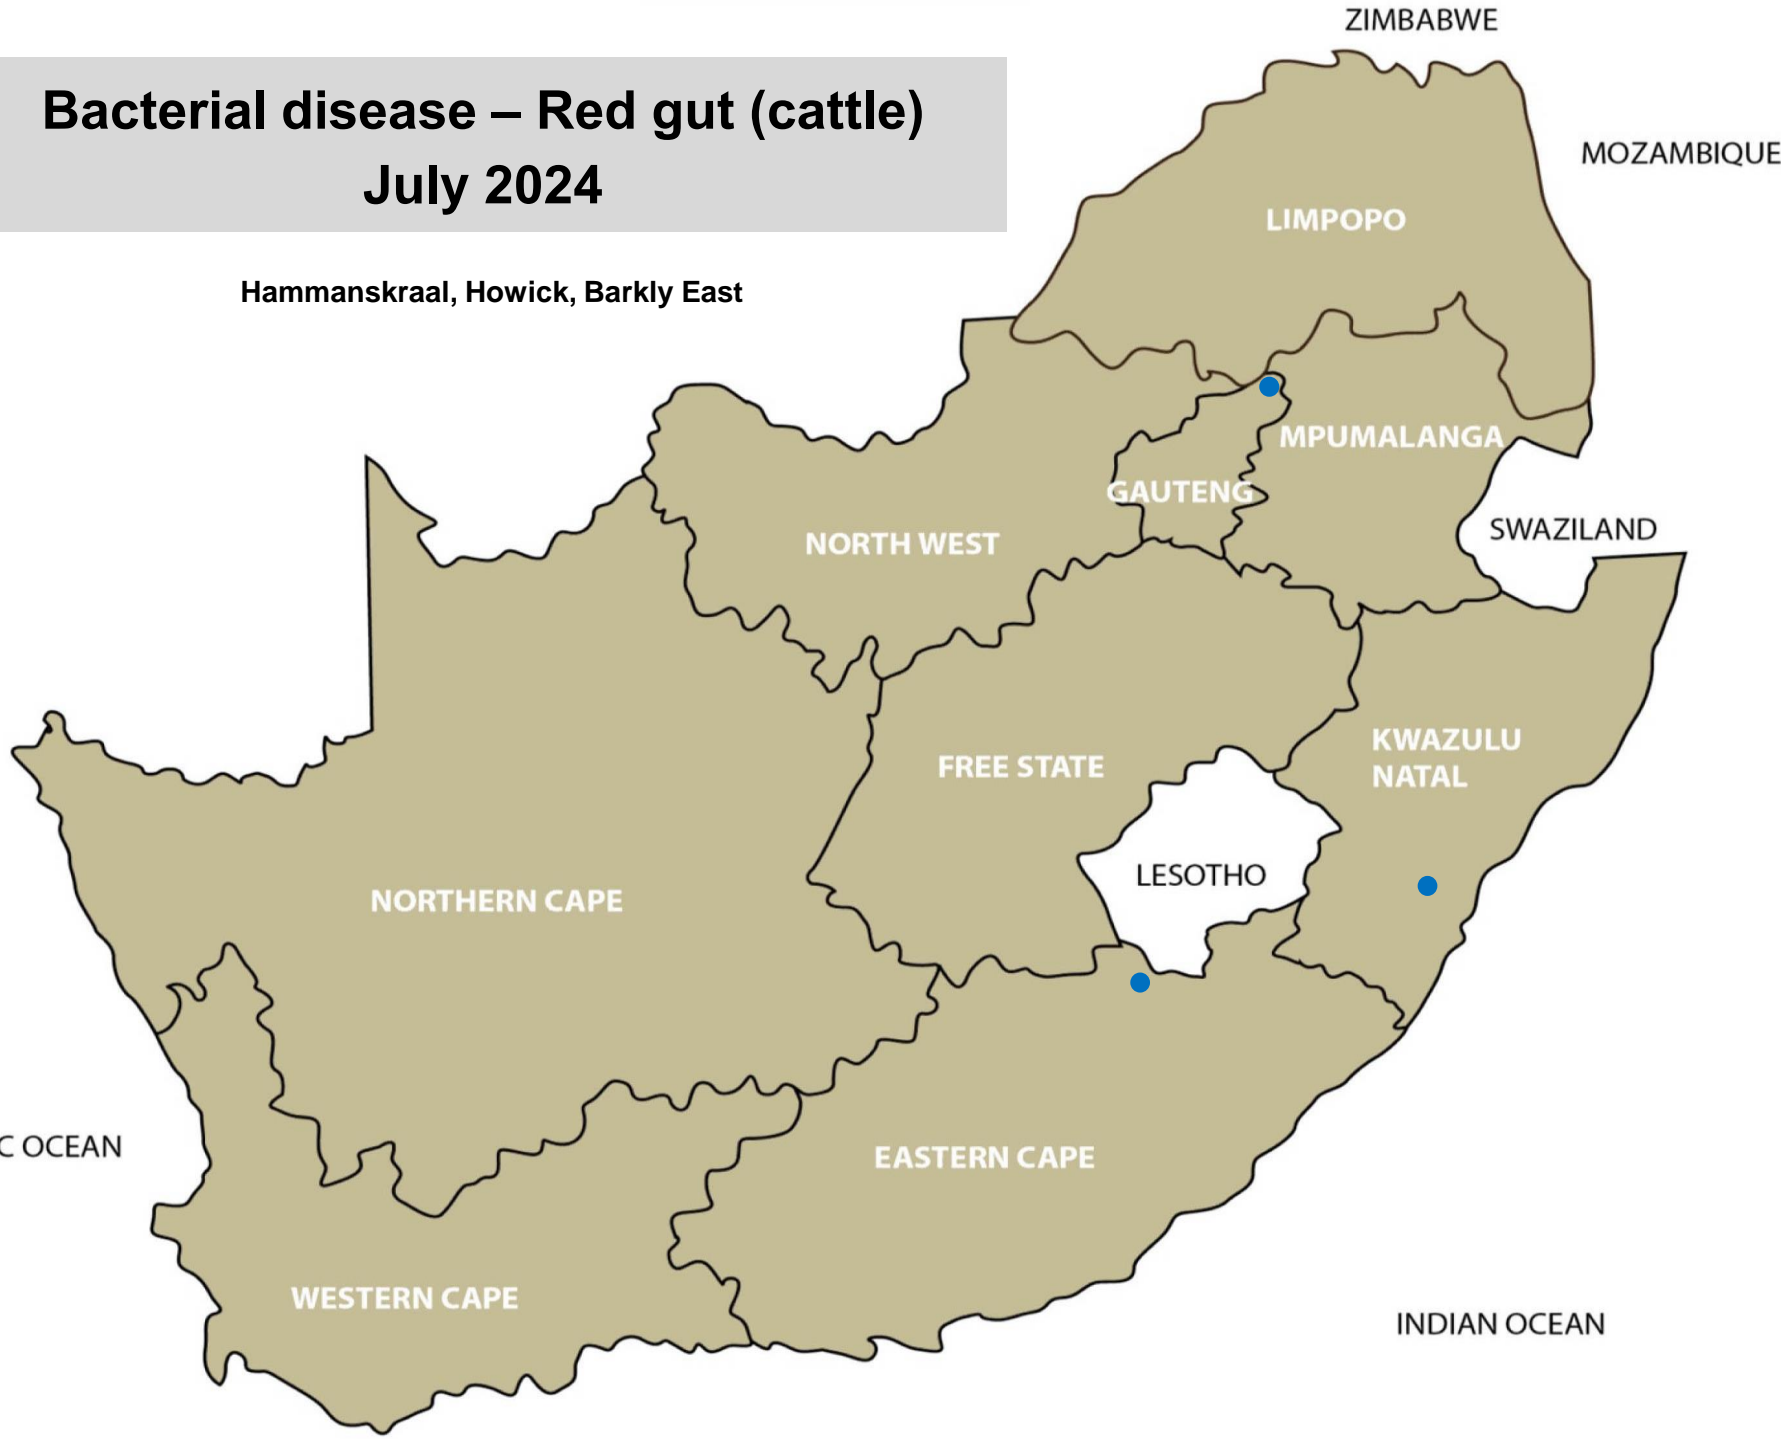 ZIMBABWE
Bacterial disease – Red gut (cattle)
July 2024
MOZAMBIQUE
LIMPOPO
Hammanskraal, Howick, Barkly East
MPUMALANGA
GAUTENG
SWAZILAND
NORTH WEST
KWAZULU
NATAL
FREE STATE
LESOTHO
NORTHERN CAPE
C OCEAN
EASTERN CAPE
WESTERN CAPE
INDIAN OCEAN